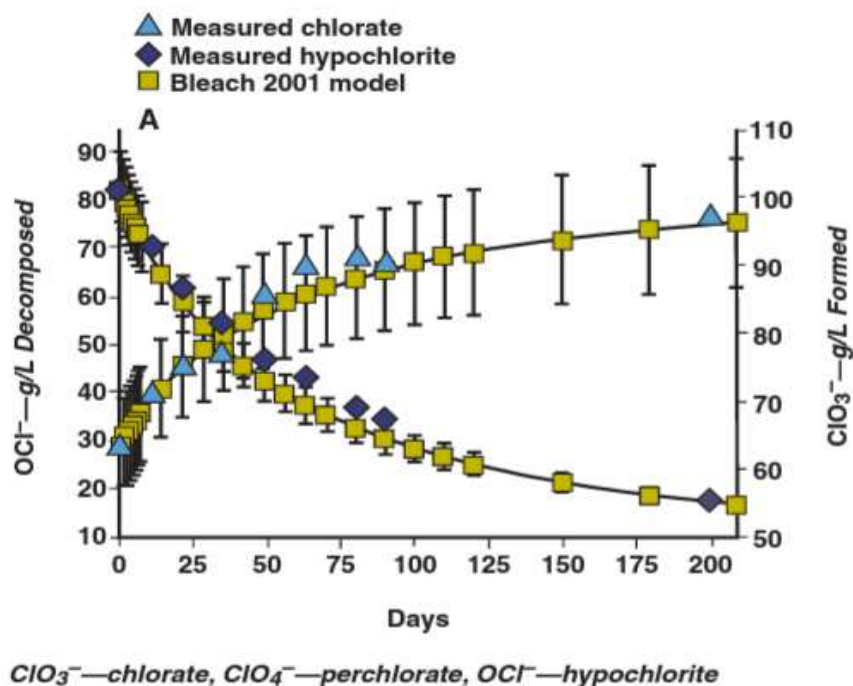 Measured chlorate
Measured hypochlorite
Bleach 2001 model
A
OCl⁻—g/L Decomposed
90
80
70
60
50
40
30
20
10
ClO₃⁻—g/L Formed
110
100
90
80
70
60
50
0 25 50 75 100 125 150 175 200
Days
ClO₃⁻—chlorate, ClO₄⁻—perchlorate, OCl⁻—hypochlorite